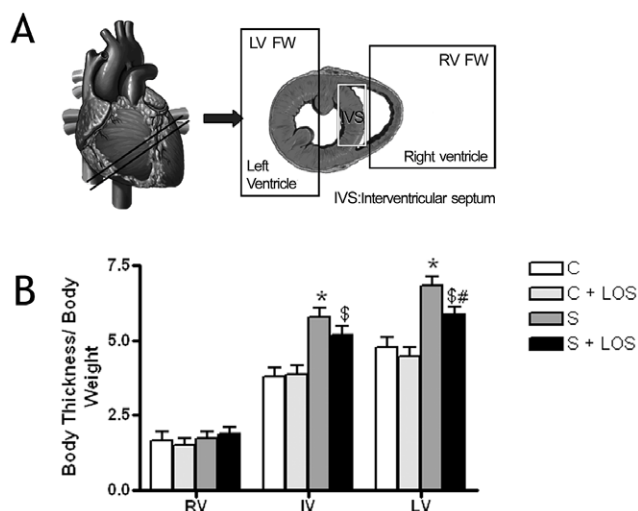 A
LV FW
RV FW
IVS
Left
Ventricle
Right ventricle
IVS:Interventricular septum
B
Body Thickness/ Body
Weight
7.5
5.0
2.5
0.0
*
$
*
$#
RV
IV
LV
C
C + LOS
S
S + LOS